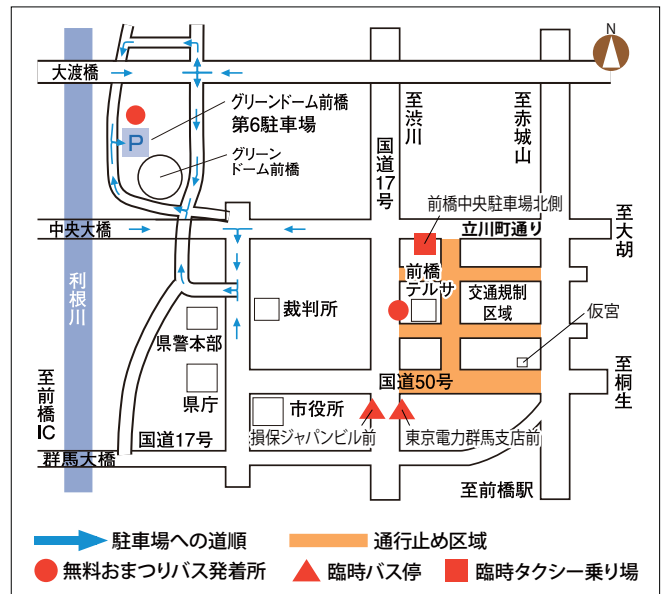 N
大渡橋
グリーンドーム前橋
第6駐車場
P
グリーン
ドーム前橋
国道17号
至渋川
至赤城山
前橋中央駐車場北側
立川町通り
至大胡
中央大橋
利根川
前橋
テルサ
交通規制
区域
裁判所
仮宮
県警本部
県庁
国道50号
至桐生
至前橋IC
市役所
国道17号
損保ジャパンビル前
東京電力群馬支店前
群馬大橋
至前橋駅
駐車場への道順
通行止め区域
無料おまつりバス発着所
臨時バス停
臨時タクシー乗り場